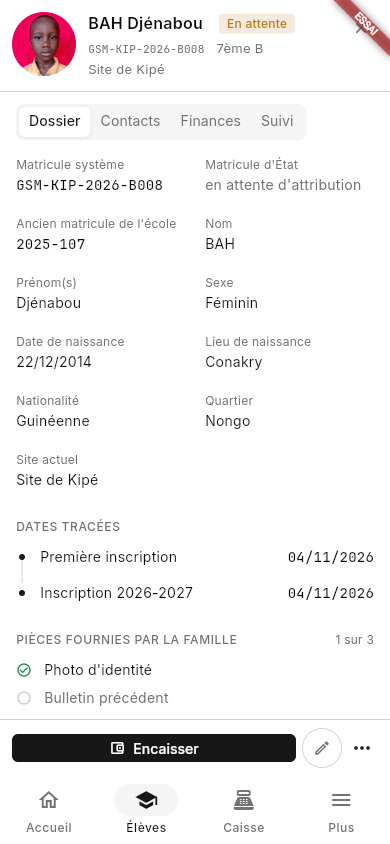 BAH Djénabou En attente
ESSAI
GSM-KIP-2026-B008 7ème B
Site de Kipé
Dossier Contacts Finances Suivi
Matricule système Matricule d'État
GSM-KIP-2026-B008 en attente d'attribution
Ancien matricule de l'école Nom
2025-107 BAH
Prénom(s) Sexe
Djénabou Féminin
Date de naissance Lieu de naissance
22/12/2014 Conakry
Nationalité Quartier
Guinéenne Nongo
Site actuel
Site de Kipé
DATES TRACÉES
Première inscription 04/11/2026
Inscription 2026-2027 04/11/2026
PIÈCES FOURNIES PAR LA FAMILLE 1 sur 3
Photo d'identité
Bulletin précédent
Encaisser
Accueil Élèves Caisse Plus